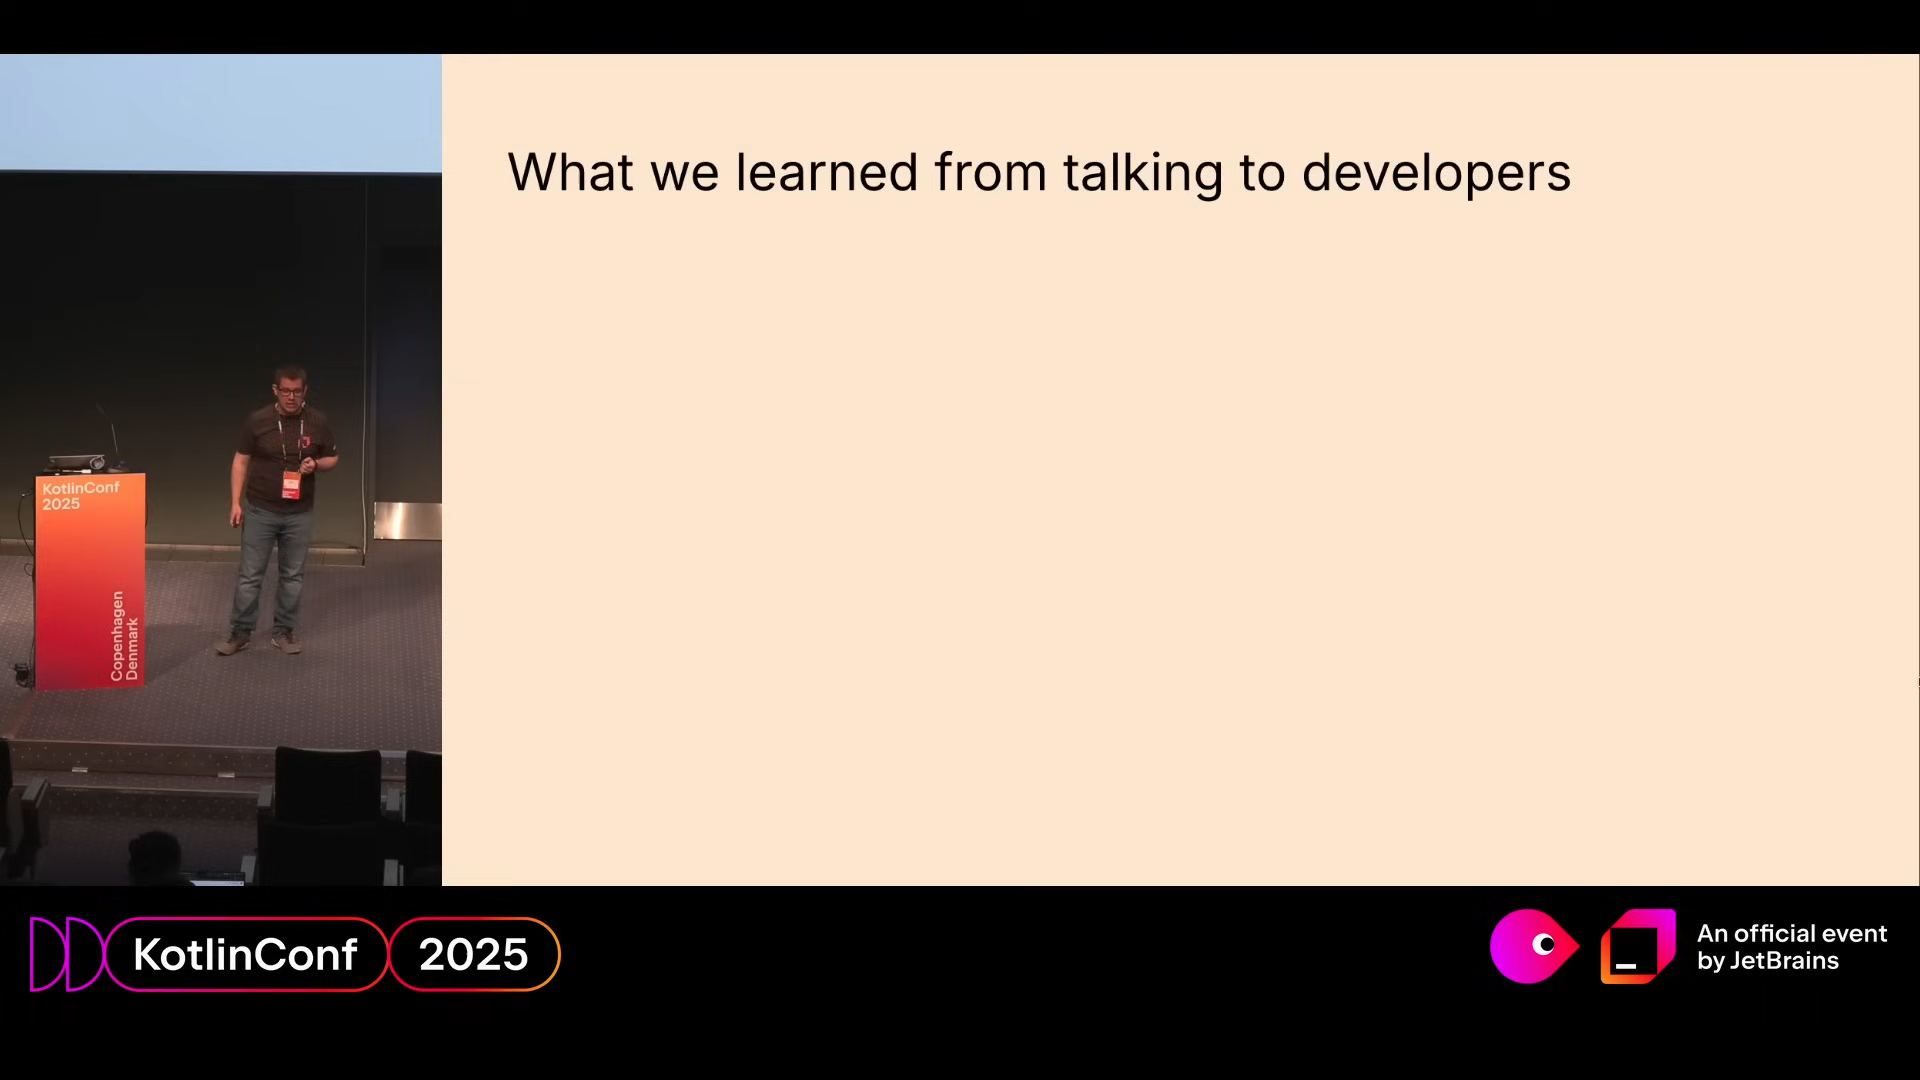 What we learned from talking to developers
KotlinConf
2025
Copenhagen
Denmark
KotlinConf
2025
An official event
by JetBrains